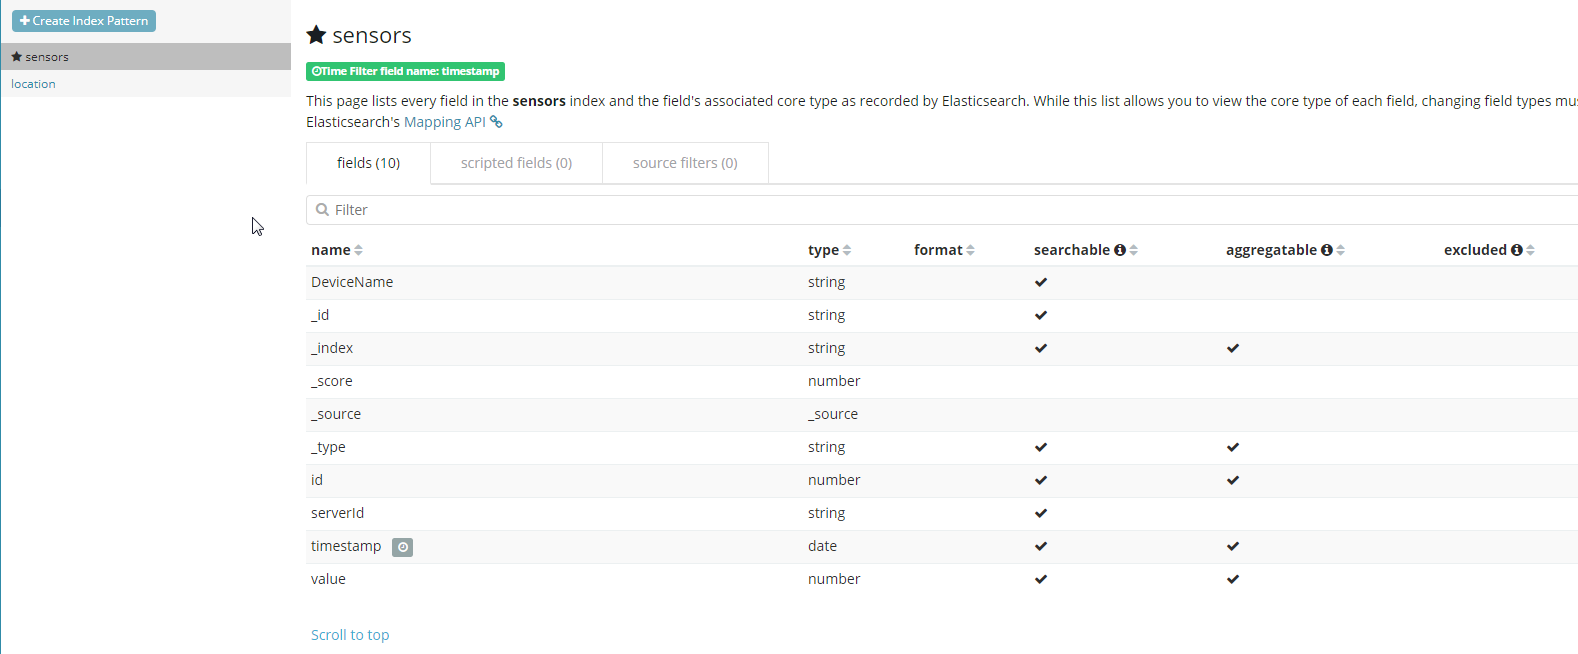 Create Index Pattern
sensors
location
sensors
Time Filter field name: timestamp
This page lists every field in the sensors index and the field's associated core type as recorded by Elasticsearch. While this list allows you to view the core type of each field, changing field types
Elasticsearch's Mapping API
fields (10) scripted fields (0) source filters (0)
Filter
name type format searchable aggregatable excluded
DeviceName string
_id string
_index string
_score number
_source _source
_type string
id number
serverId string
timestamp date
value number
Scroll to top